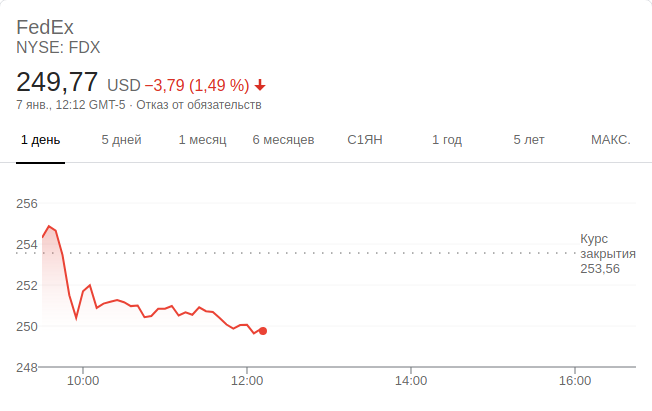 FedEx
NYSE: FDX
249,77 USD −3,79 (1,49 %)
7 янв., 12:12 GMT-5 · Отказ от обязательств
1 день 5 дней 1 месяц 6 месяцев С1ЯН 1 год 5 лет МАКС.
256
254
252
250
248
Курс
закрытия
253,56
10:00 12:00 14:00 16:00